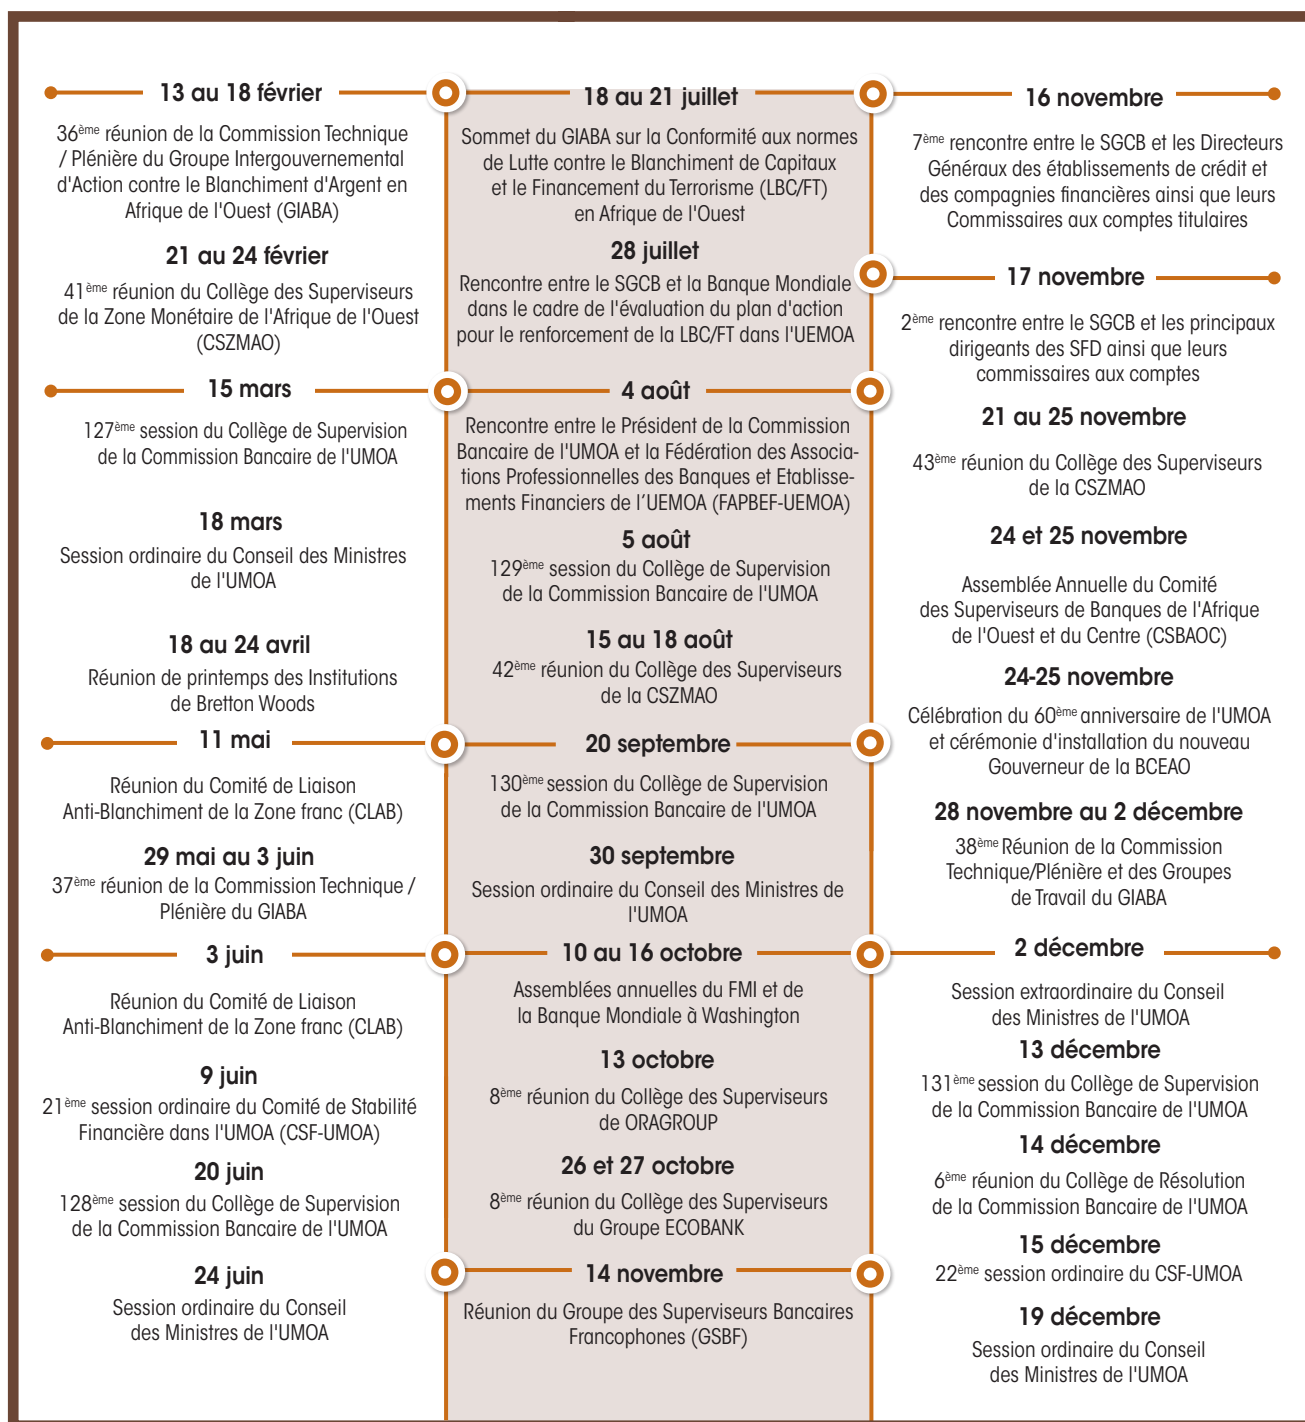 13 au 18 février
36ème réunion de la Commission Technique
/ Plénière du Groupe Intergouvernemental
d'Action contre le Blanchiment d'Argent en
Afrique de l'Ouest (GIABA)
21 au 24 février
41ème réunion du Collège des Superviseurs
de la Zone Monétaire de l'Afrique de l'Ouest
(CSZMAO)
15 mars
127ème session du Collège de Supervision
de la Commission Bancaire de l'UMOA
18 mars
Session ordinaire du Conseil des Ministres
de l'UMOA
18 au 24 avril
Réunion de printemps des Institutions
de Bretton Woods
11 mai
Réunion du Comité de Liaison
Anti-Blanchiment de la Zone franc (CLAB)
29 mai au 3 juin
37ème réunion de la Commission Technique /
Plénière du GIABA
3 juin
Réunion du Comité de Liaison
Anti-Blanchiment de la Zone franc (CLAB)
9 juin
21ème session ordinaire du Comité de Stabilité
Financière dans l'UMOA (CSF-UMOA)
20 juin
128ème session du Collège de Supervision
de la Commission Bancaire de l'UMOA
24 juin
Session ordinaire du Conseil
des Ministres de l'UMOA
18 au 21 juillet
Sommet du GIABA sur la Conformité aux normes
de Lutte contre le Blanchiment de Capitaux
et le Financement du Terrorisme (LBC/FT)
en Afrique de l'Ouest
28 juillet
Rencontre entre le SGCB et la Banque Mondiale
dans le cadre de l'évaluation du plan d'action
pour le renforcement de la LBC/FT dans l'UEMOA
4 août
Rencontre entre le Président de la Commission
Bancaire de l'UMOA et la Fédération des Associa-
tions Professionnelles des Banques et Etablisse-
ments Financiers de l´UEMOA (FAPBEF-UEMOA)
5 août
129ème session du Collège de Supervision
de la Commission Bancaire de l'UMOA
15 au 18 août
42ème réunion du Collège des Superviseurs
de la CSZMAO
20 septembre
130ème session du Collège de Supervision
de la Commission Bancaire de l'UMOA
30 septembre
Session ordinaire du Conseil des Ministres de
l'UMOA
10 au 16 octobre
Assemblées annuelles du FMI et de
la Banque Mondiale à Washington
13 octobre
8ème réunion du Collège des Superviseurs
de ORAGROUP
26 et 27 octobre
8ème réunion du Collège des Superviseurs
du Groupe ECOBANK
14 novembre
Réunion du Groupe des Superviseurs Bancaires
Francophones (GSBF)
16 novembre
7ème rencontre entre le SGCB et les Directeurs
Généraux des établissements de crédit et
des compagnies financières ainsi que leurs
Commissaires aux comptes titulaires
17 novembre
2ème rencontre entre le SGCB et les principaux
dirigeants des SFD ainsi que leurs
commissaires aux comptes
21 au 25 novembre
43ème réunion du Collège des Superviseurs
de la CSZMAO
24 et 25 novembre
Assemblée Annuelle du Comité
des Superviseurs de Banques de l'Afrique
de l'Ouest et du Centre (CSBAOC)
24-25 novembre
Célébration du 60ème anniversaire de l'UMOA
et cérémonie d'installation du nouveau
Gouverneur de la BCEAO
28 novembre au 2 décembre
38ème Réunion de la Commission
Technique/Plénière et des Groupes
de Travail du GIABA
2 décembre
Session extraordinaire du Conseil
des Ministres de l'UMOA
13 décembre
131ème session du Collège de Supervision
de la Commission Bancaire de l'UMOA
14 décembre
6ème réunion du Collège de Résolution
de la Commission Bancaire de l'UMOA
15 décembre
22ème session ordinaire du CSF-UMOA
19 décembre
Session ordinaire du Conseil
des Ministres de l'UMOA